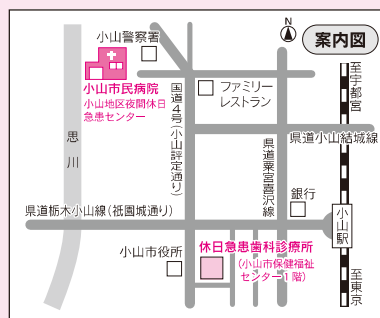 小山警察署
N
案内図
小山市民病院
小山地区夜間休日
急患センター
ファミリー
レストラン
至宇都宮
思川
国道4号(小山評定通り)
県道小山結城線
県道粟宮喜沢線
県道栃木小山線(祇園城通り)
銀行
小山駅
小山市役所
休日急患歯科診療所
(小山市保健福祉
センター1階)
至東京